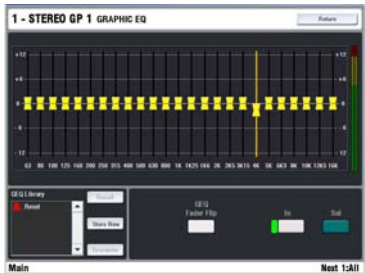 1 - STEREO GP 1 GRAPHIC EQ
Return
+12 +12
+6 +6
0 0
-6 -6
-12 -12
63 80 100 125 160 200 250 315 400 500 630 800 1K 1K25 1K6 2K 2K5 3K15 4K 5K 6K3 8K 10K 12K5 16K
GEQ Library
Recall
Reset
Store New
Overwrite
GEQ
Fader Flip
In
Sel
Main
Next 1:All